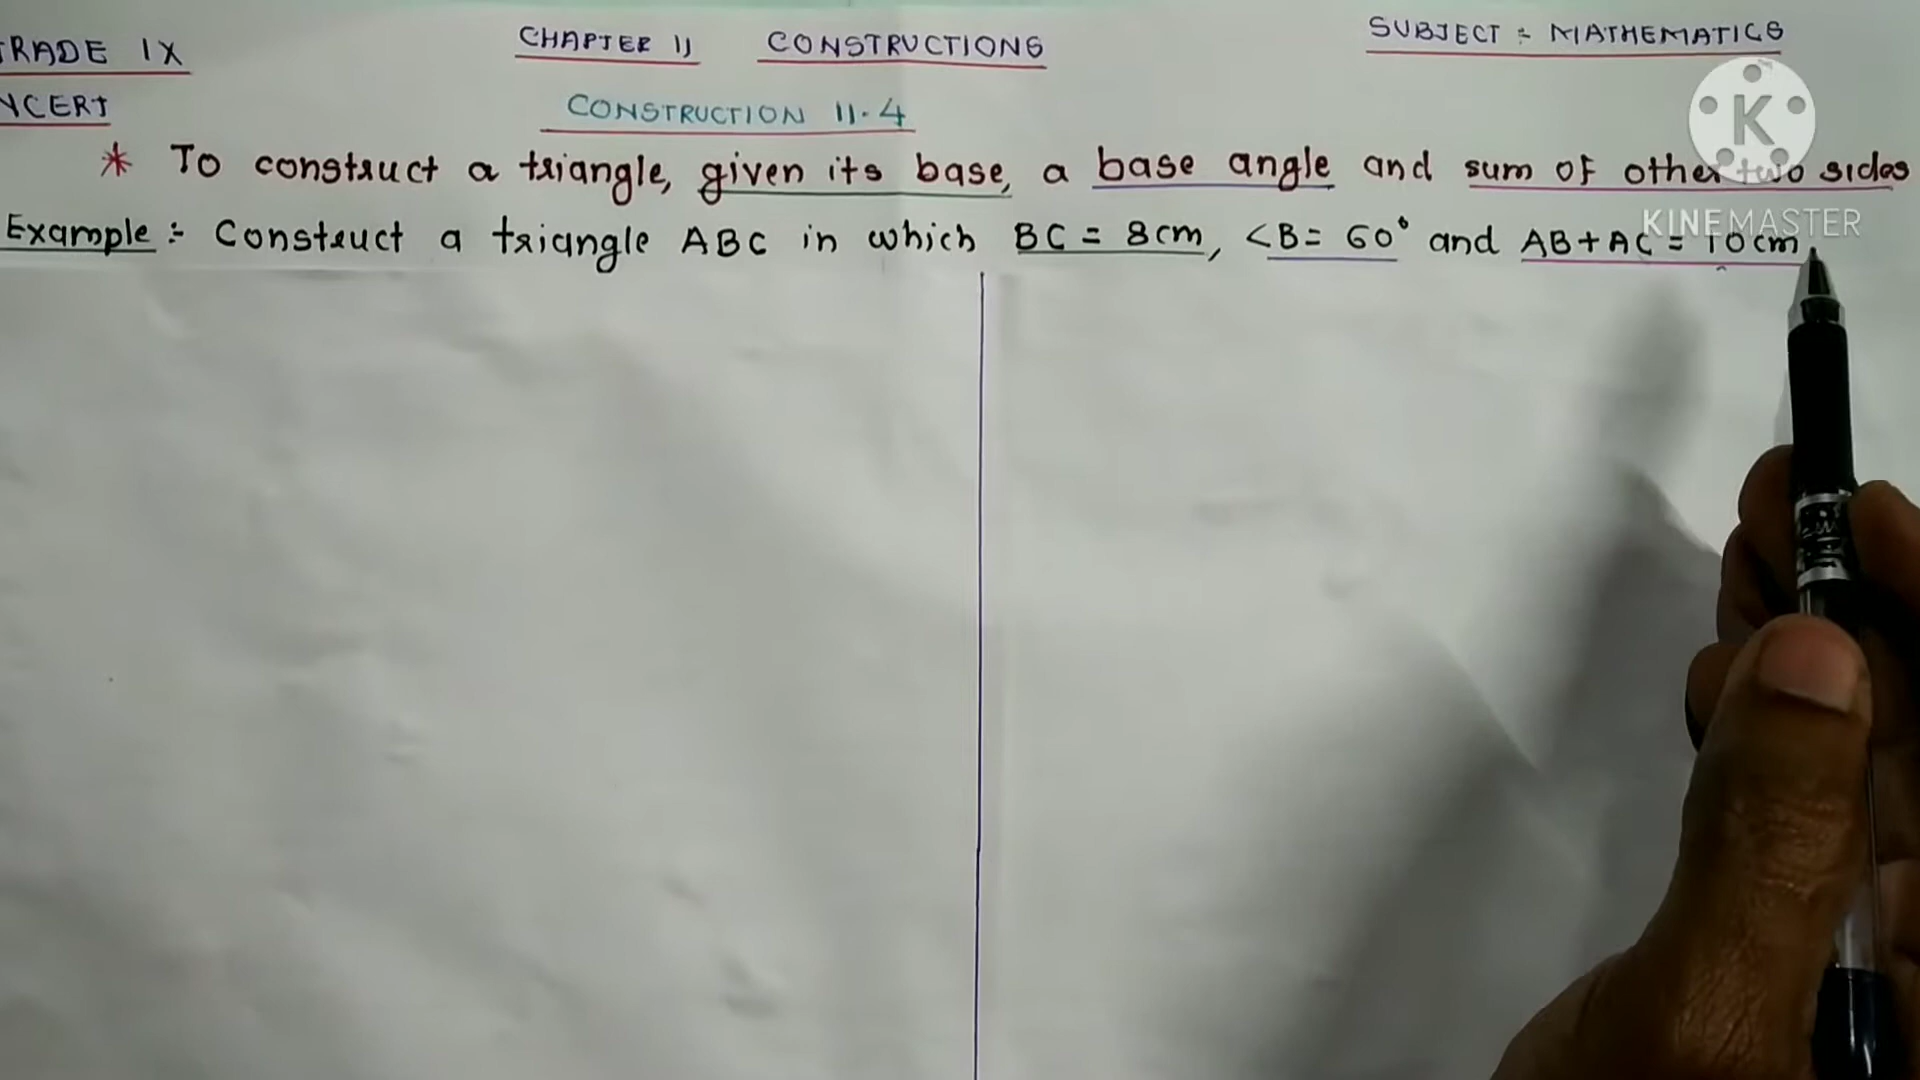 TRADE IX CHAPTER 11 CONSTRUCTIONS SUBJECT :- MATHEMATICS
NCERT CONSTRUCTION 11.4
K
* To construct a triangle, given its base, a base angle and sum of other two sides
KINEMASTER
Example :- Construct a triangle ABC in which BC = 8cm, <B = 60° and AB+AC = 10cm.